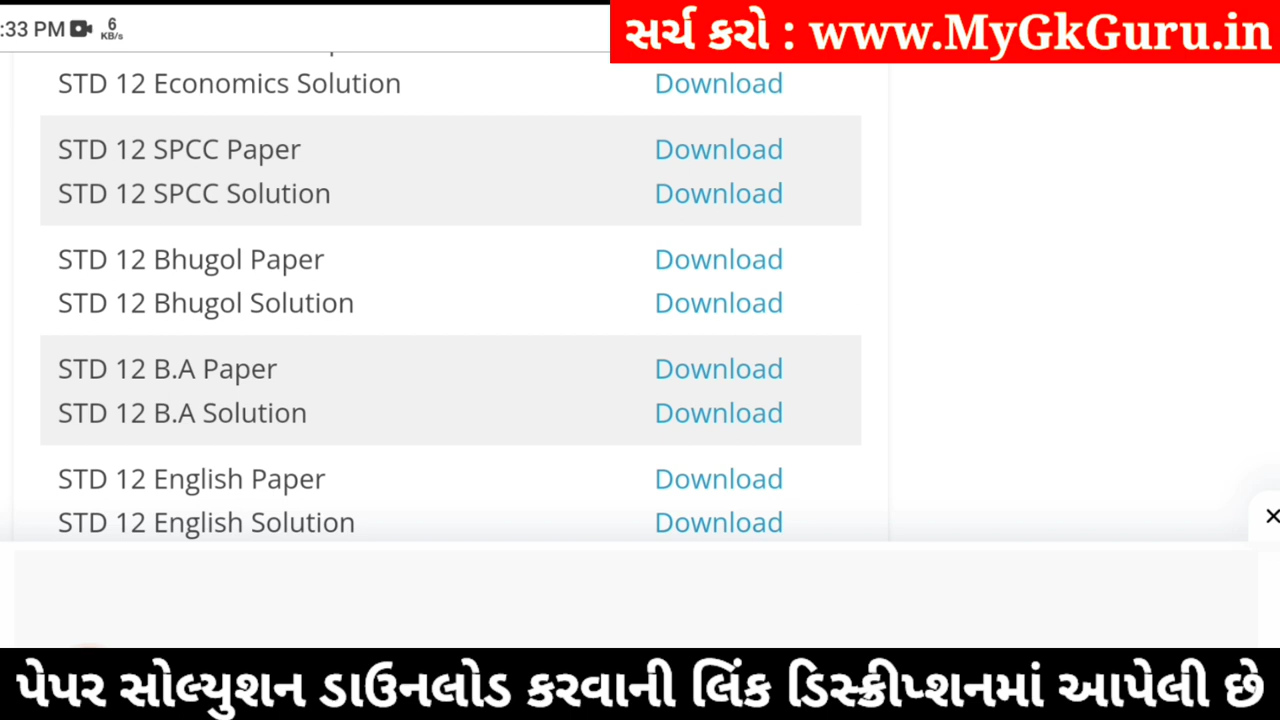 :33 PM 6 KB/s
સર્ચ કરો : www.MyGkGuru.in
STD 12 Economics Solution Download
STD 12 SPCC Paper Download
STD 12 SPCC Solution Download
STD 12 Bhugol Paper Download
STD 12 Bhugol Solution Download
STD 12 B.A Paper Download
STD 12 B.A Solution Download
STD 12 English Paper Download
STD 12 English Solution Download
પેપર સોલ્યુશન ડાઉનલોડ કરવાની લિંક ડિસ્ક્રીપ્શનમાં આપેલી છે